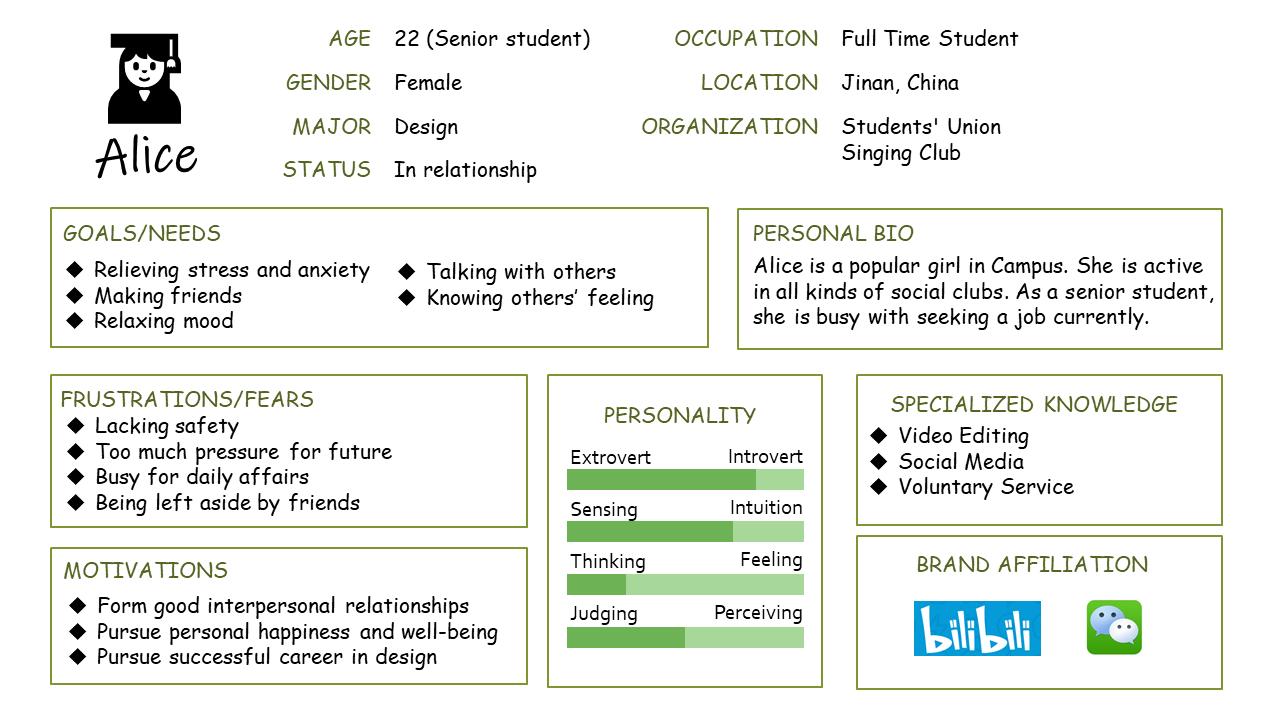 Alice
AGE 22 (Senior student)
GENDER Female
MAJOR Design
STATUS In relationship
OCCUPATION Full Time Student
LOCATION Jinan, China
ORGANIZATION Students' Union
Singing Club
GOALS/NEEDS
◆ Relieving stress and anxiety
◆ Making friends
◆ Relaxing mood
◆ Talking with others
◆ Knowing others’ feeling
PERSONAL BIO
Alice is a popular girl in Campus. She is active
in all kinds of social clubs. As a senior student,
she is busy with seeking a job currently.
FRUSTRATIONS/FEARS
◆ Lacking safety
◆ Too much pressure for future
◆ Busy for daily affairs
◆ Being left aside by friends
MOTIVATIONS
◆ Form good interpersonal relationships
◆ Pursue personal happiness and well-being
◆ Pursue successful career in design
PERSONALITY
Extrovert Introvert
Sensing Intuition
Thinking Feeling
Judging Perceiving
SPECIALIZED KNOWLEDGE
◆ Video Editing
◆ Social Media
◆ Voluntary Service
BRAND AFFILIATION
bilibili